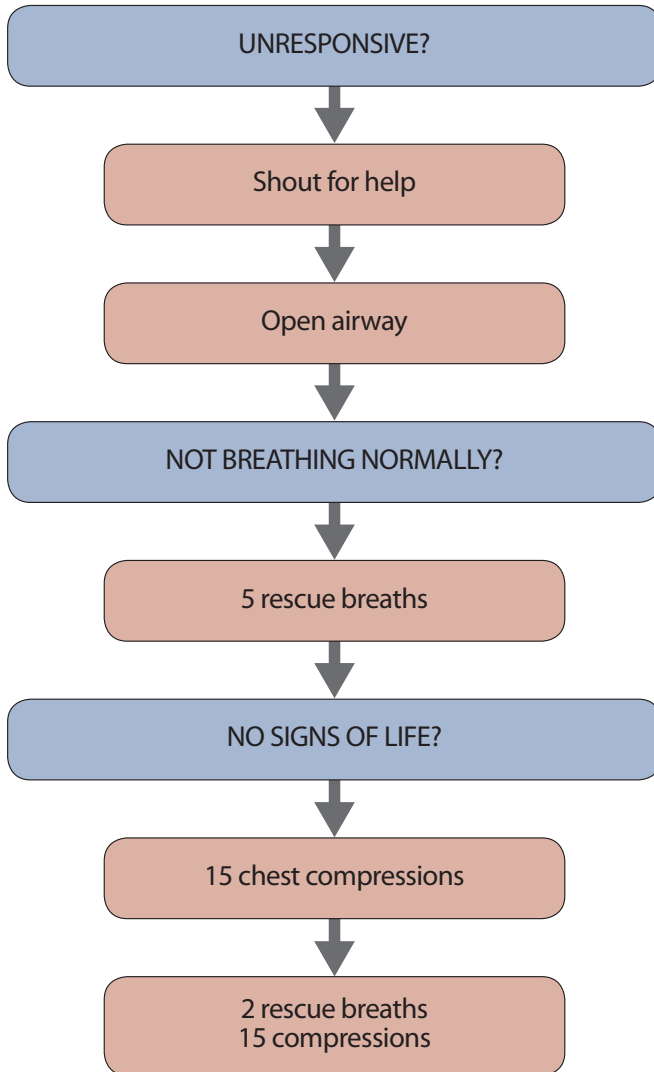 UNRESPONSIVE?
Shout for help
Open airway
NOT BREATHING NORMALLY?
5 rescue breaths
NO SIGNS OF LIFE?
15 chest compressions
2 rescue breaths
15 compressions